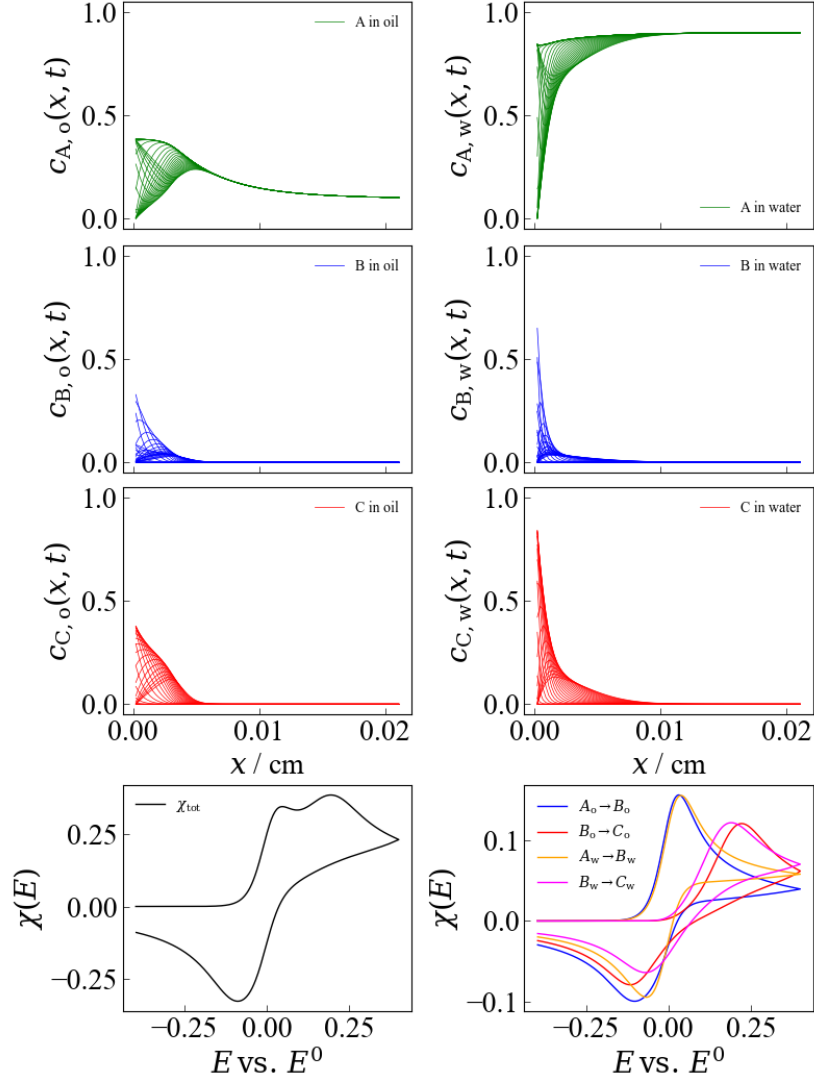 1.0
0.5
0.0
c_{A, o}(x, t)
A in oil
1.0
0.5
0.0
c_{A, w}(x, t)
A in water
1.0
0.5
0.0
c_{B, o}(x, t)
B in oil
1.0
0.5
0.0
c_{B, w}(x, t)
B in water
1.0
0.5
0.0
c_{C, o}(x, t)
C in oil
0.00
0.01
0.02
x / cm
1.0
0.5
0.0
c_{C, w}(x, t)
C in water
0.00
0.01
0.02
x / cm
0.25
0.00
−0.25
χ(E)
χ_{tot}
−0.25
0.00
0.25
E vs. E^0
0.1
0.0
−0.1
χ(E)
A_o→B_o
B_o→C_o
A_w→B_w
B_w→C_w
−0.25
0.00
0.25
E vs. E^0